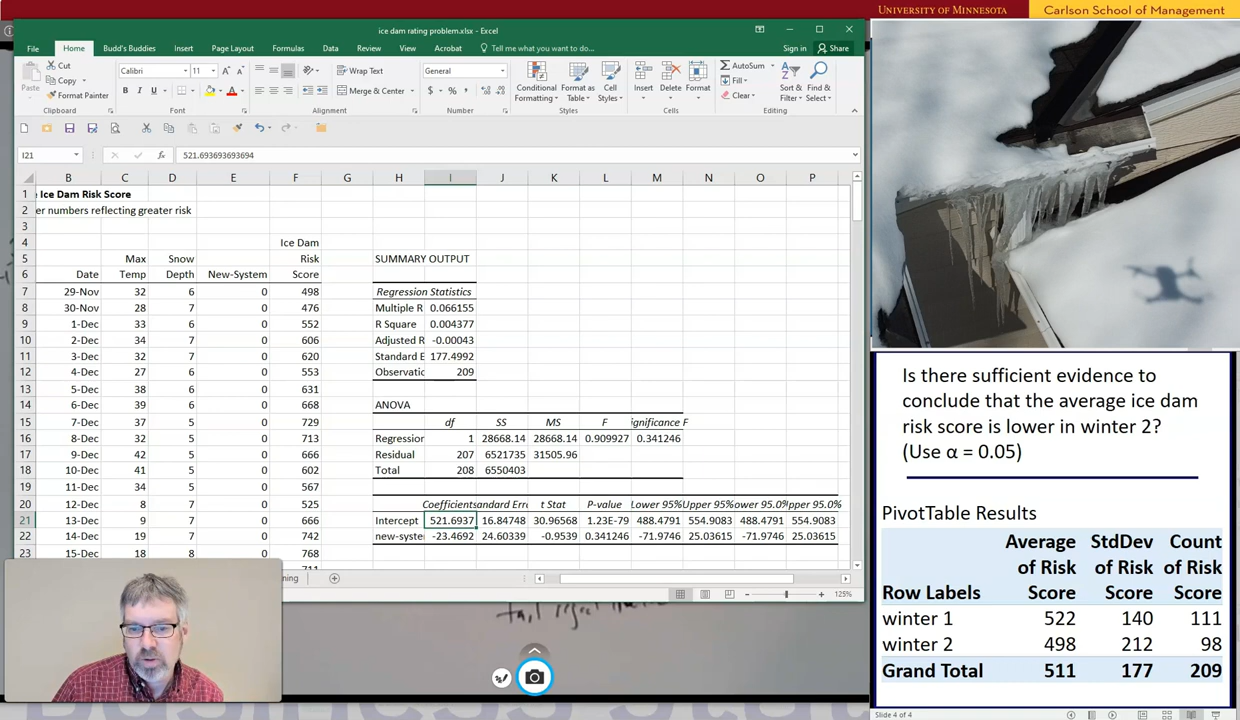 UNIVERSITY OF MINNESOTA
Carlson School of Management
ice dam rating problem.xlsx - Excel
File Home Budd's Buddies Insert Page Layout Formulas Data Review View Acrobat Tell me what you want to do... Sign in Share
Cut
Copy
Format Painter
Paste
Calibri 11
B I U
Wrap Text
Merge & Center
General
$ % ,
Conditional Formatting
Format as Table
Cell Styles
Insert Delete Format
AutoSum
Fill
Clear
Sort & Filter
Find & Select
Clipboard Font Alignment Number Styles Cells Editing
I21 fx 521.693693693694
B C D E F G H I J K L M N O P
1 Ice Dam Risk Score
2 er numbers reflecting greater risk
3
4 Ice Dam
5 Max Snow Risk SUMMARY OUTPUT
6 Date Temp Depth New-System Score
7 29-Nov 32 6 0 498 Regression Statistics
8 30-Nov 28 7 0 476 Multiple R 0.066155
9 1-Dec 33 6 0 552 R Square 0.004377
10 2-Dec 34 7 0 606 Adjusted R -0.00043
11 3-Dec 32 7 0 620 Standard E 177.4992
12 4-Dec 27 6 0 553 Observatic 209
13 5-Dec 38 6 0 631
14 6-Dec 39 6 0 668 ANOVA
15 7-Dec 37 5 0 729 df SS MS F ignificance F
16 8-Dec 32 5 0 713 Regression 1 28668.14 28668.14 0.909927 0.341246
17 9-Dec 42 5 0 666 Residual 207 6521735 31505.96
18 10-Dec 41 5 0 602 Total 208 6550403
19 11-Dec 34 5 0 567
20 12-Dec 8 7 0 525 Coefficients andard Erro t Stat P-value Lower 95% Upper 95% ower 95.0% pper 95.0%
21 13-Dec 9 7 0 666 Intercept 521.6937 16.84748 30.96568 1.23E-79 488.4791 554.9083 488.4791 554.9083
22 14-Dec 19 7 0 742 new-syste -23.4692 24.60339 -0.9539 0.341246 -71.9746 25.03615 -71.9746 25.03615
23 15-Dec 18 8 0 768
ning
125%
Is there sufficient evidence to
conclude that the average ice dam
risk score is lower in winter 2?
(Use α = 0.05)
PivotTable Results
Average StdDev Count
of Risk of Risk of Risk
Row Labels Score Score Score
winter 1 522 140 111
winter 2 498 212 98
Grand Total 511 177 209
Slide 4 of 4